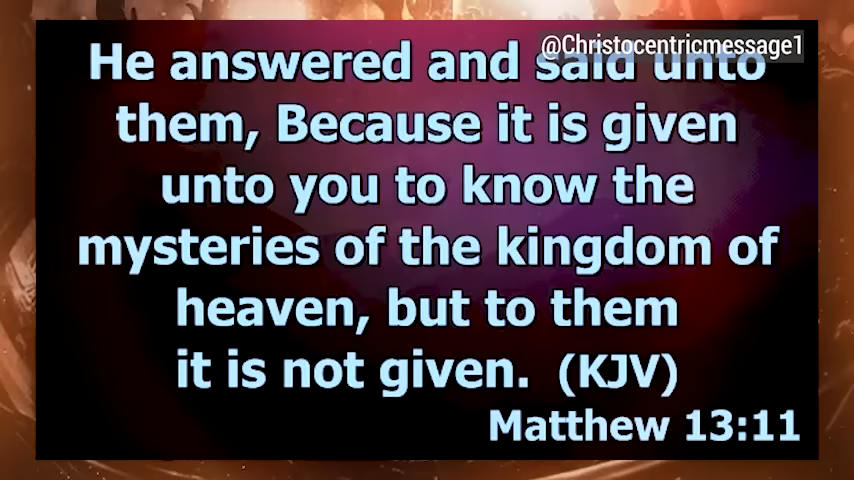 @Christocentricmessage1
He answered and said unto
them, Because it is given
unto you to know the
mysteries of the kingdom of
heaven, but to them
it is not given. (KJV)
Matthew 13:11